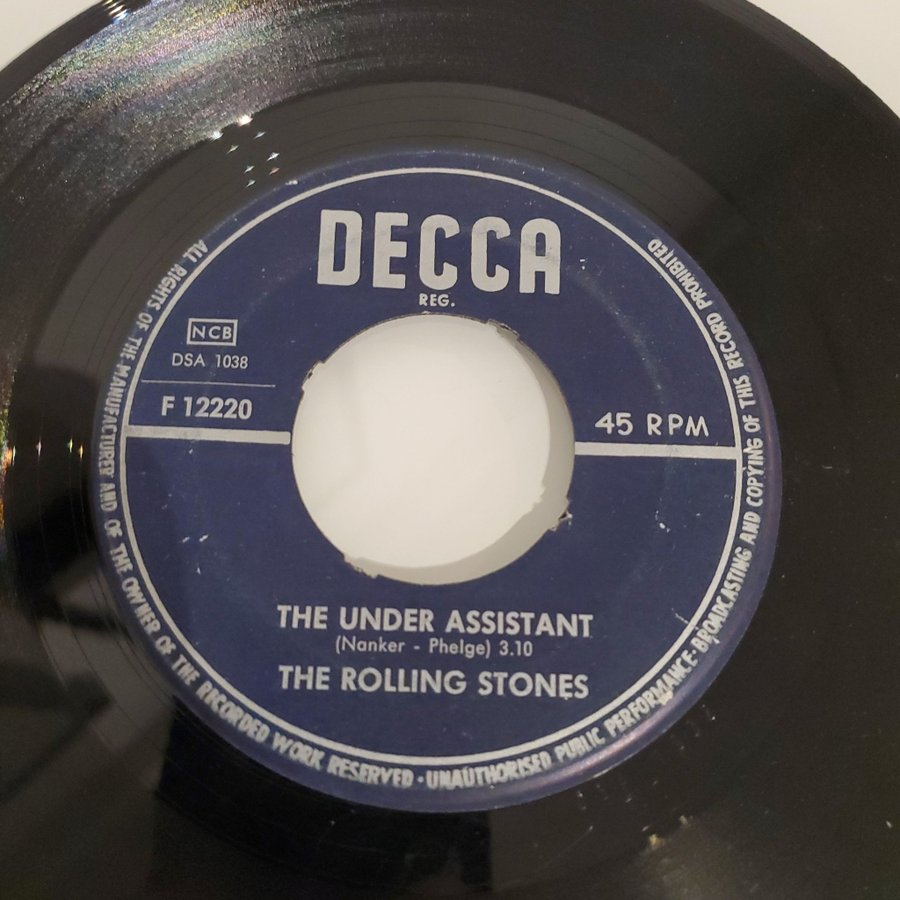 DECCA
REG.
NCB
DSA 1038
F 12220
45 RPM
THE UNDER ASSISTANT
(Nanker - Phelge) 3.10
THE ROLLING STONES
ALL RIGHTS OF THE MANUFACTURER AND OF THE OWNER OF THE RECORDED WORK RESERVED · UNAUTHORISED PUBLIC PERFORMANCE · BROADCASTING AND COPYING OF THIS RECORD PROHIBITED